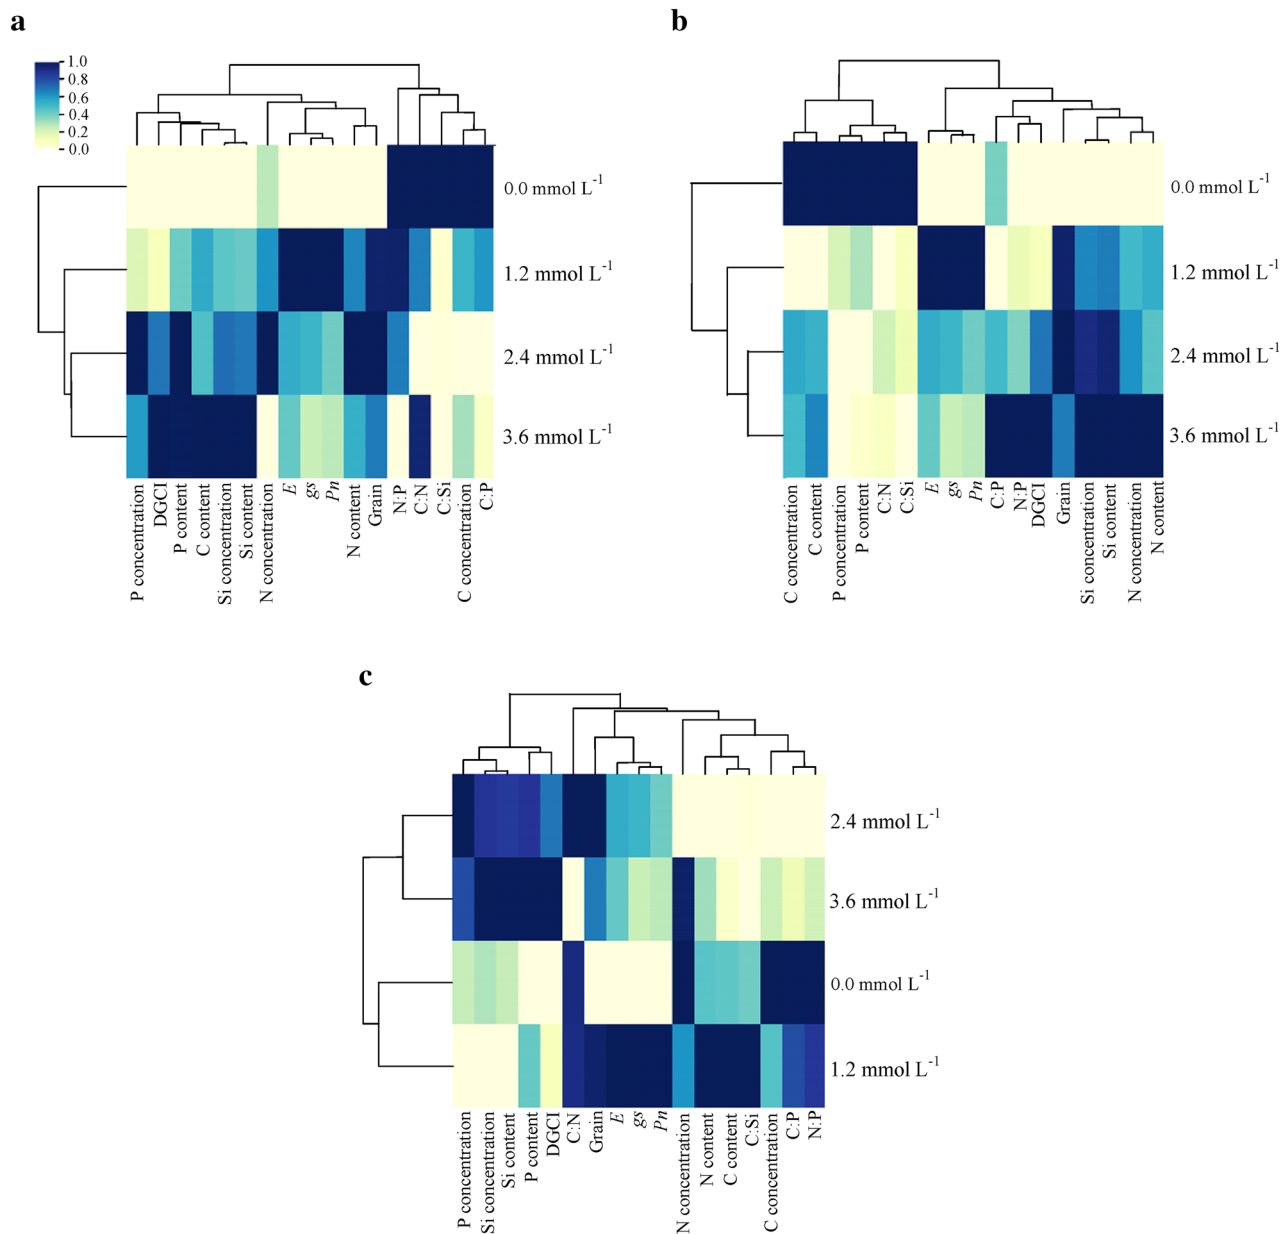 a
1.0
0.8
0.6
0.4
0.2
0.0
0.0 mmol L⁻¹
1.2 mmol L⁻¹
2.4 mmol L⁻¹
3.6 mmol L⁻¹
P concentration
DGCI
P content
C content
Si concentration
Si content
N concentration
E
gs
Pn
N content
Grain
N:P
C:N
C:Si
C concentration
C:P
b
0.0 mmol L⁻¹
1.2 mmol L⁻¹
2.4 mmol L⁻¹
3.6 mmol L⁻¹
C concentration
C content
P concentration
P content
C:N
C:Si
E
gs
Pn
C:P
N:P
DGCI
Grain
Si concentration
Si content
N concentration
N content
c
2.4 mmol L⁻¹
3.6 mmol L⁻¹
0.0 mmol L⁻¹
1.2 mmol L⁻¹
P concentration
Si concentration
Si content
P content
DGCI
C:N
Grain
E
gs
Pn
N concentration
N content
C content
C:Si
C concentration
C:P
N:P